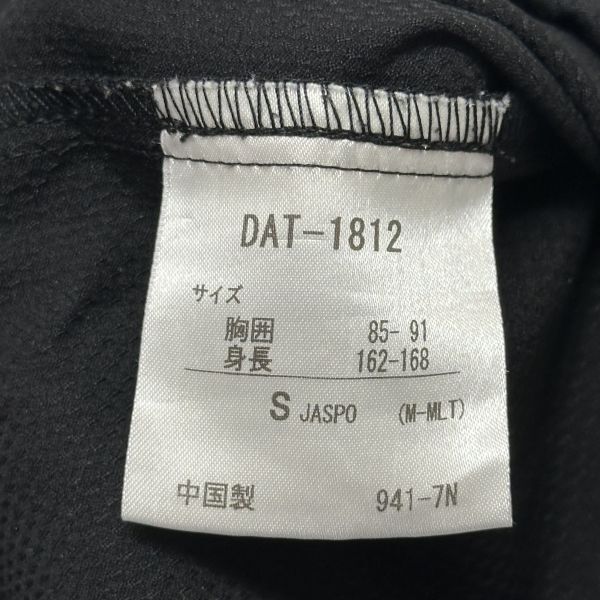 DAT-1812
サイズ
胸囲 85-91
身長 162-168
S JASPO (M-MLT)
中国製 941-7N